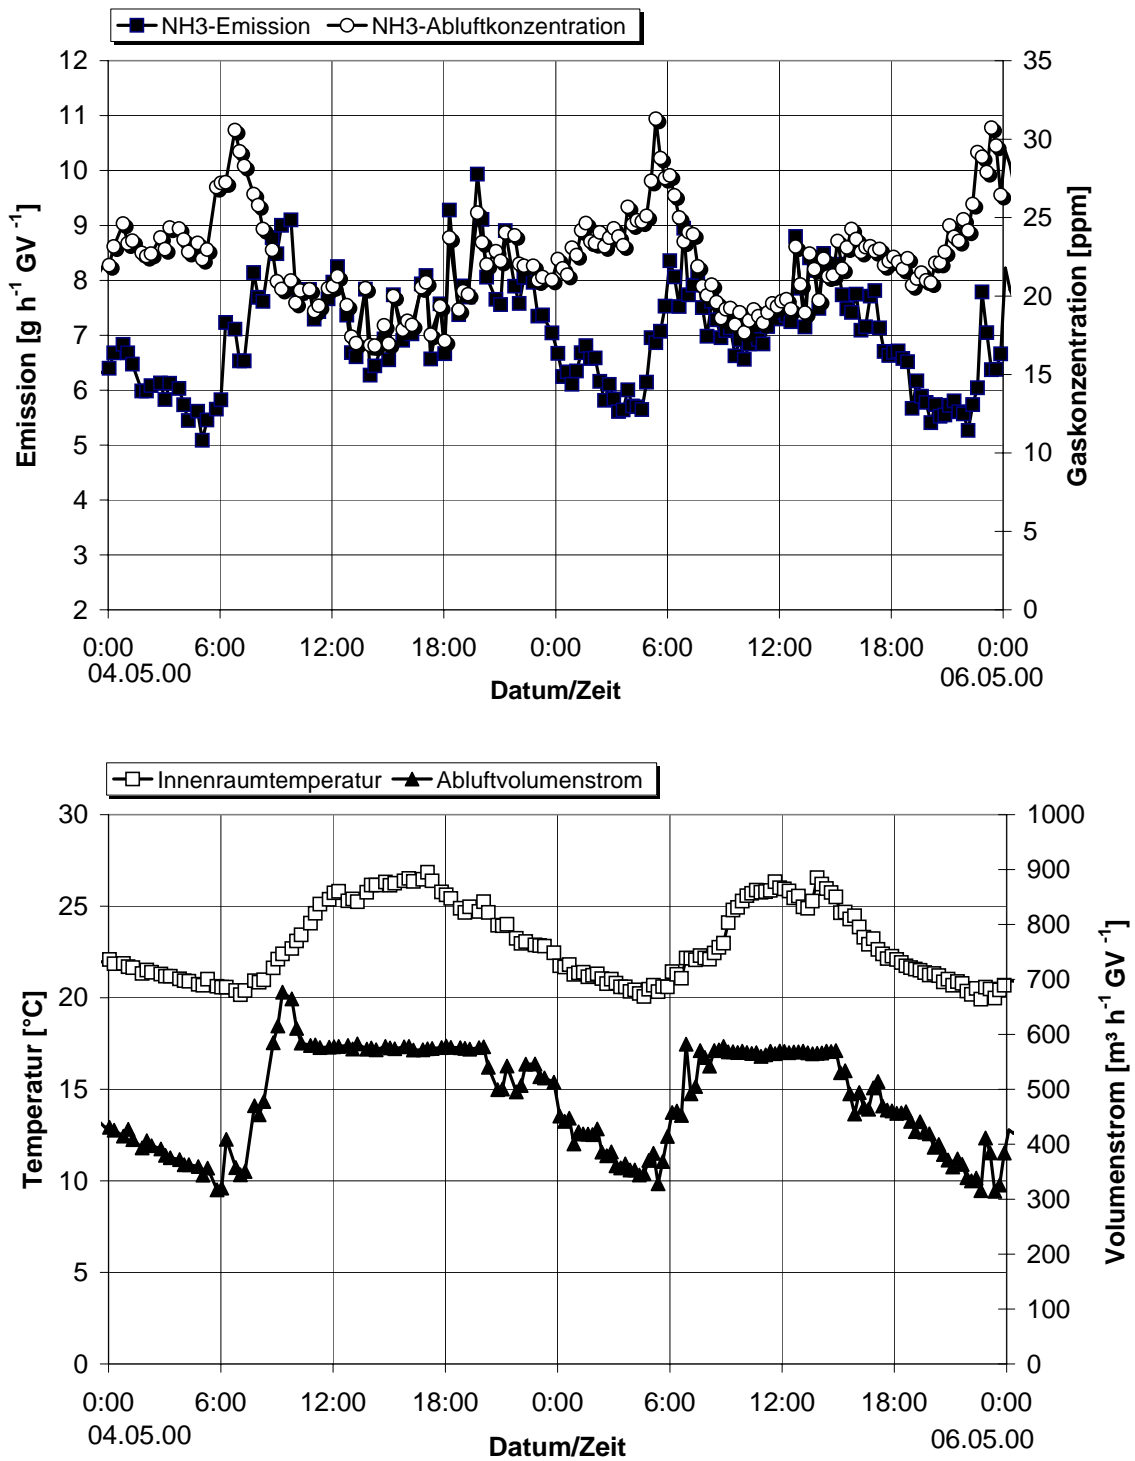 NH3-Emission NH3-Abluftkonzentration
12 35
11 30
10 25
9 20
8 15
7 10
6 5
5 0
4
3
2
Emission [g h-1 GV -1]
Gaskonzentration [ppm]
0:00 6:00 12:00 18:00 0:00 6:00 12:00 18:00 0:00
04.05.00 06.05.00
Datum/Zeit
Innenraumtemperatur Abluftvolumenstrom
30 1000
25 900
20 800
15 700
10 600
5 500
0 400
300
200
100
0
Temperatur [°C]
Volumenstrom [m³ h-1 GV -1]
0:00 6:00 12:00 18:00 0:00 6:00 12:00 18:00 0:00
04.05.00 06.05.00
Datum/Zeit